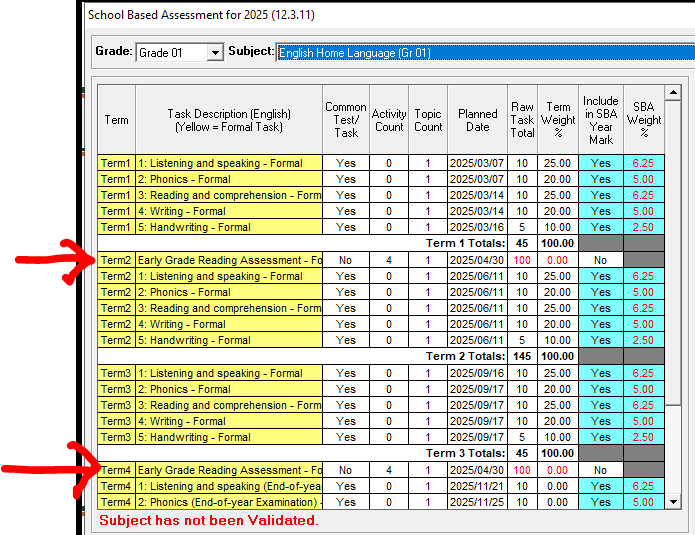 School Based Assessment for 2025 (12.3.11)
Grade: Grade 01 Subject: English Home Language (Gr 01)
Term Task Description (English) (Yellow = Formal Task) Common Test/ Task Activity Count Topic Count Planned Date Raw Task Total Term Weight % Include in SBA Year Mark SBA Weight %
Term1 1: Listening and speaking - Formal Yes 0 1 2025/03/07 10 25.00 Yes 6.25
Term1 2: Phonics - Formal Yes 0 1 2025/03/07 10 20.00 Yes 5.00
Term1 3: Reading and comprehension - Form Yes 0 1 2025/03/14 10 25.00 Yes 6.25
Term1 4: Writing - Formal Yes 0 1 2025/03/14 10 20.00 Yes 5.00
Term1 5: Handwriting - Formal Yes 0 1 2025/03/16 5 10.00 Yes 2.50
Term 1 Totals: 45 100.00
Term2 Early Grade Reading Assessment - Fo No 4 1 2025/04/30 100 0.00 No
Term2 1: Listening and speaking - Formal Yes 0 1 2025/06/11 10 25.00 Yes 6.25
Term2 2: Phonics - Formal Yes 0 1 2025/06/11 10 20.00 Yes 5.00
Term2 3: Reading and comprehension - Form Yes 0 1 2025/06/11 10 25.00 Yes 6.25
Term2 4: Writing - Formal Yes 0 1 2025/06/11 10 20.00 Yes 5.00
Term2 5: Handwriting - Formal Yes 0 1 2025/06/11 5 10.00 Yes 2.50
Term 2 Totals: 145 100.00
Term3 1: Listening and speaking - Formal Yes 0 1 2025/09/16 10 25.00 Yes 6.25
Term3 2: Phonics - Formal Yes 0 1 2025/09/17 10 20.00 Yes 5.00
Term3 3: Reading and comprehension - Form Yes 0 1 2025/09/17 10 25.00 Yes 6.25
Term3 4: Writing - Formal Yes 0 1 2025/09/17 10 20.00 Yes 5.00
Term3 5: Handwriting - Formal Yes 0 1 2025/09/17 5 10.00 Yes 2.50
Term 3 Totals: 45 100.00
Term4 Early Grade Reading Assessment - Fo No 4 1 2025/04/30 100 0.00 No
Term4 1: Listening and speaking (End-of-yea Yes 0 1 2025/11/21 10 25.00 Yes 6.25
Term4 2: Phonics (End-of-year Examination) - Yes 0 1 2025/11/25 10 20.00 Yes 5.00
Subject has not been Validated.